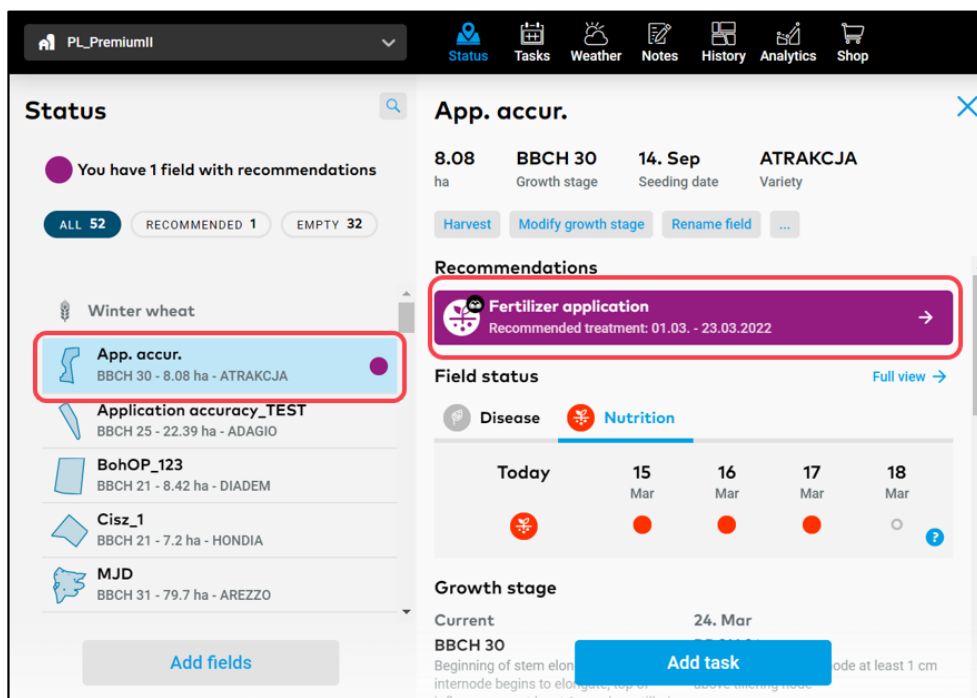 PL_PremiumII
Status
Tasks
Weather
Notes
History
Analytics
Shop
Status
You have 1 field with recommendations
ALL 52
RECOMMENDED 1
EMPTY 32
Winter wheat
App. accur.
BBCH 30 - 8.08 ha - ATRAKCJA
Application accuracy_TEST
BBCH 25 - 22.39 ha - ADAGIO
BohOP_123
BBCH 21 - 8.42 ha - DIADEM
Cisz_1
BBCH 21 - 7.2 ha - HONDIA
MJD
BBCH 31 - 79.7 ha - AREZZO
Add fields
App. accur.
8.08 BBCH 30 14. Sep ATRAKCJA
ha Growth stage Seeding date Variety
Harvest Modify growth stage Rename field ...
Recommendations
Fertilizer application
Recommended treatment: 01.03. - 23.03.2022
Field status Full view
Disease Nutrition
Today 15 16 17 18
Mar Mar Mar Mar
?
Growth stage
Current 24. Mar
BBCH 30
Beginning of stem elon
ode at least 1 cm
internode begins to elongate, top of
above tillering node
Add task